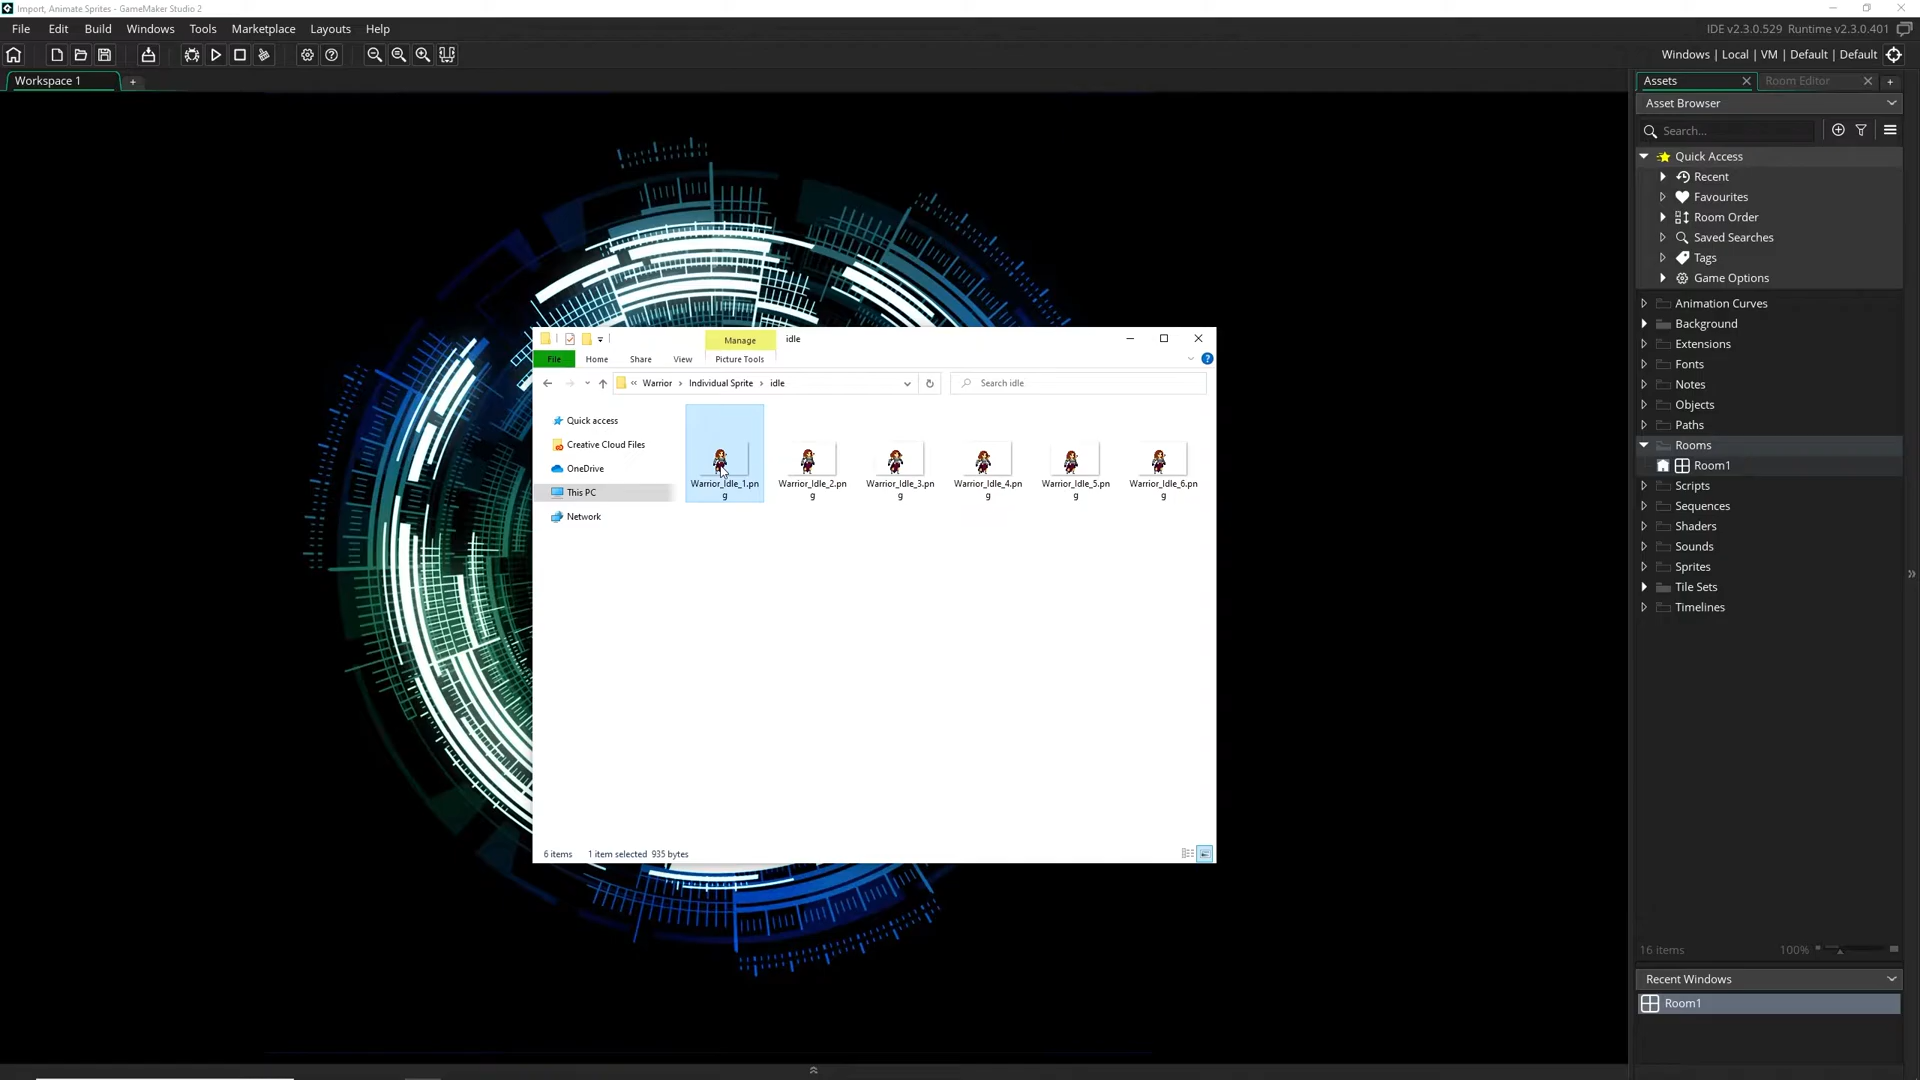 Import, Animate Sprites - GameMaker Studio 2
File Edit Build Windows Tools Marketplace Layouts Help
IDE v2.3.0.529 Runtime v2.3.0.401
Windows | Local | VM | Default | Default
Workspace 1
Assets
Room Editor
Asset Browser
Search...
Quick Access
Recent
Favourites
Room Order
Saved Searches
Tags
Game Options
Animation Curves
Background
Extensions
Fonts
Notes
Objects
Paths
Rooms
Room1
Scripts
Sequences
Shaders
Sounds
Sprites
Tile Sets
Timelines
16 items 100%
Recent Windows
Room1
Manage idle
File Home Share View Picture Tools
« Warrior › Individual Sprite › idle
Search idle
Quick access
Creative Cloud Files
OneDrive
This PC
Network
Warrior_Idle_1.pn
g
Warrior_Idle_2.pn
g
Warrior_Idle_3.pn
g
Warrior_Idle_4.pn
g
Warrior_Idle_5.pn
g
Warrior_Idle_6.pn
g
6 items 1 item selected 935 bytes